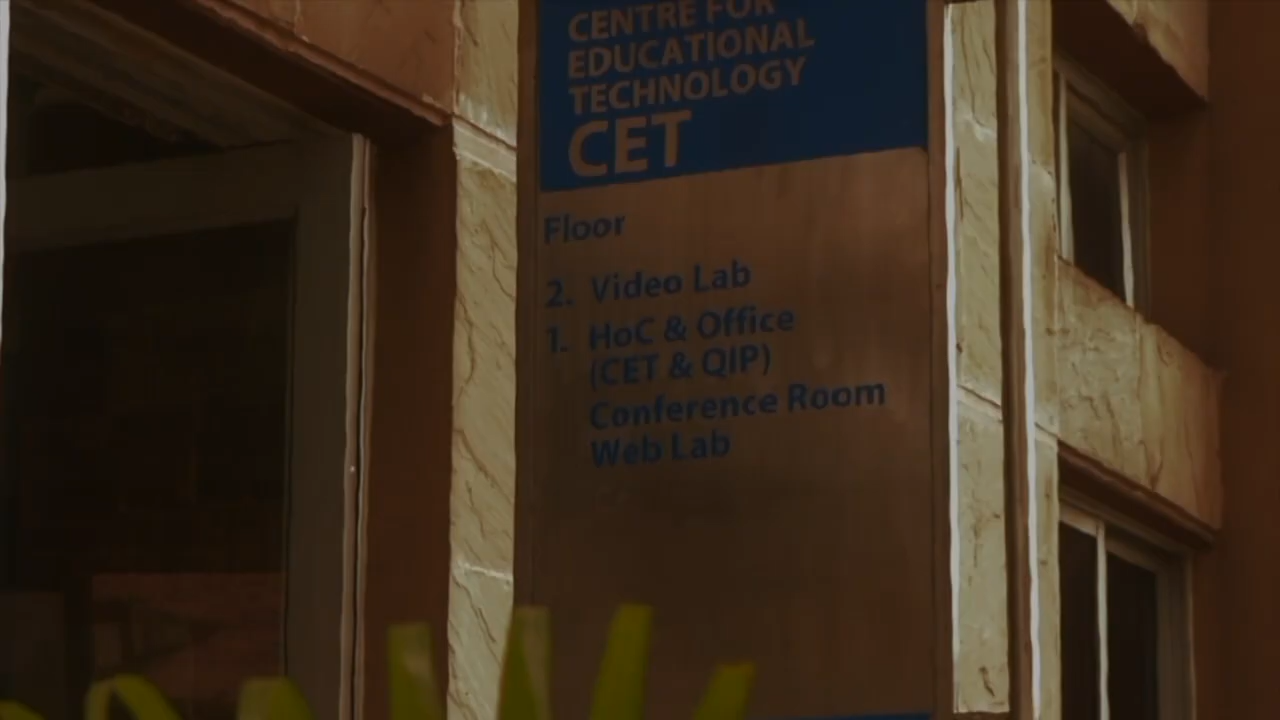 CENTRE FOR
EDUCATIONAL
TECHNOLOGY
CET
Floor
2. Video Lab
1. HoC & Office
(CET & QIP)
Conference Room
Web Lab